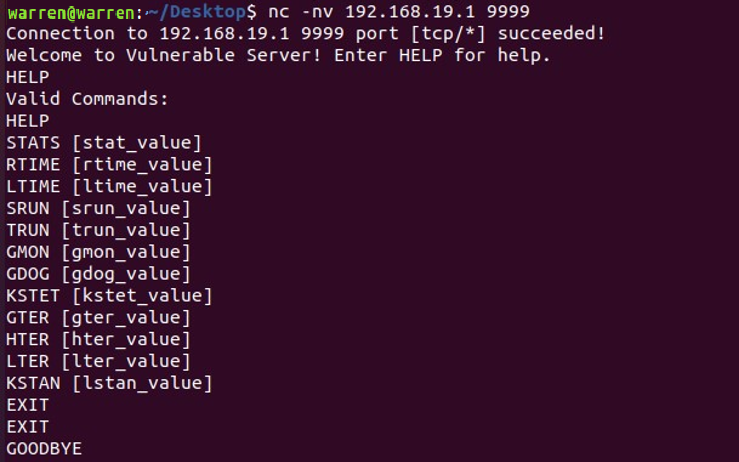 warren@warren:~/Desktop$ nc -nv 192.168.19.1 9999
Connection to 192.168.19.1 9999 port [tcp/*] succeeded!
Welcome to Vulnerable Server! Enter HELP for help.
HELP
Valid Commands:
HELP
STATS [stat_value]
RTIME [rtime_value]
LTIME [ltime_value]
SRUN [srun_value]
TRUN [trun_value]
GMON [gmon_value]
GDOG [gdog_value]
KSTET [kstet_value]
GTER [gter_value]
HTER [hter_value]
LTER [lter_value]
KSTAN [lstan_value]
EXIT
EXIT
GOODBYE